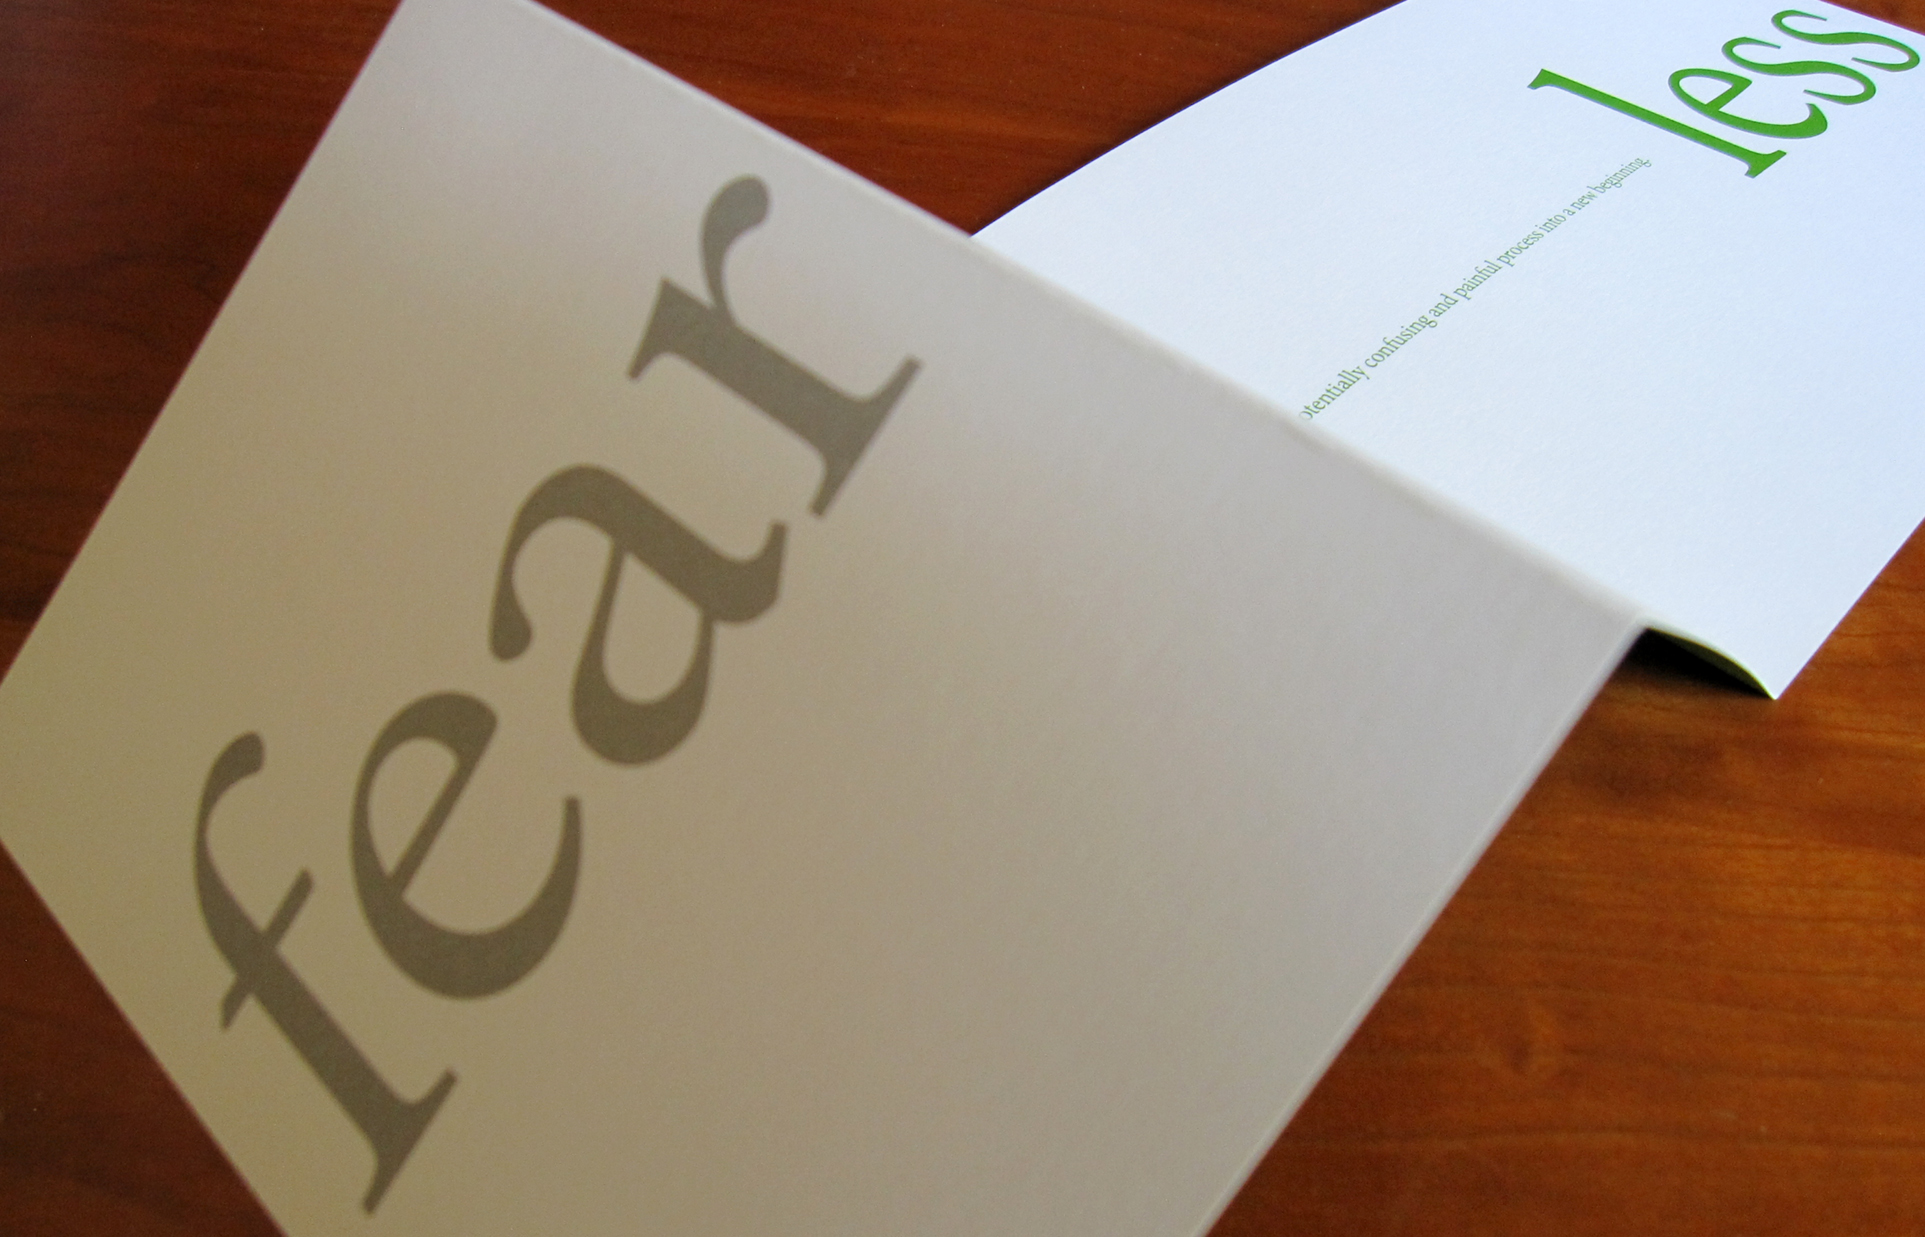 fear
less
otentially confusing and painful process into a new beginning